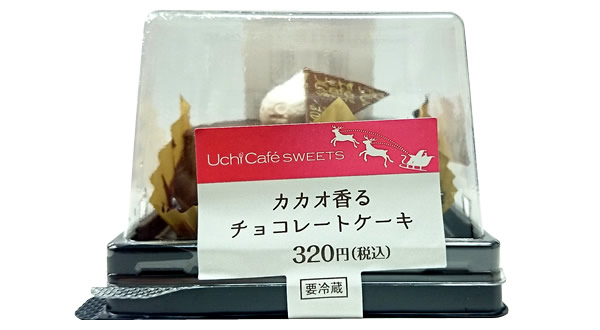 Uchi Café SWEETS
カカオ香る
チョコレートケーキ
320円(税込)
要冷蔵